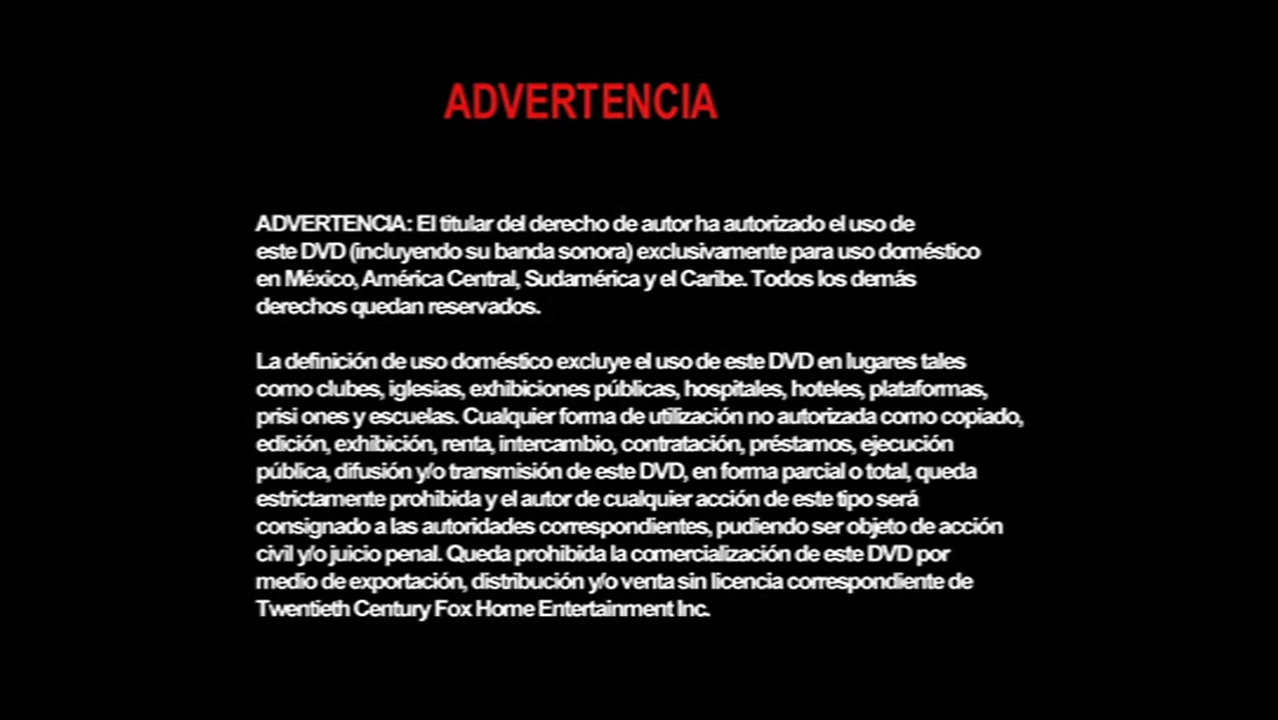 ADVERTENCIA
ADVERTENCIA: El titular del derecho de autor ha autorizado el uso de
este DVD (incluyendo su banda sonora) exclusivamente para uso doméstico
en México, América Central, Sudamérica y el Caribe. Todos los demás
derechos quedan reservados.
La definición de uso doméstico excluye el uso de este DVD en lugares tales
como clubes, iglesias, exhibiciones públicas, hospitales, hoteles, plataformas,
prisi ones y escuelas. Cualquier forma de utilización no autorizada como copiado,
edición, exhibición, renta, intercambio, contratación, préstamos, ejecución
pública, difusión y/o transmisión de este DVD, en forma parcial o total, queda
estrictamente prohibida y el autor de cualquier acción de este tipo será
consignado a las autoridades correspondientes, pudiendo ser objeto de acción
civil y/o juicio penal. Queda prohibida la comercialización de este DVD por
medio de exportación, distribución y/o venta sin licencia correspondiente de
Twentieth Century Fox Home Entertainment Inc.